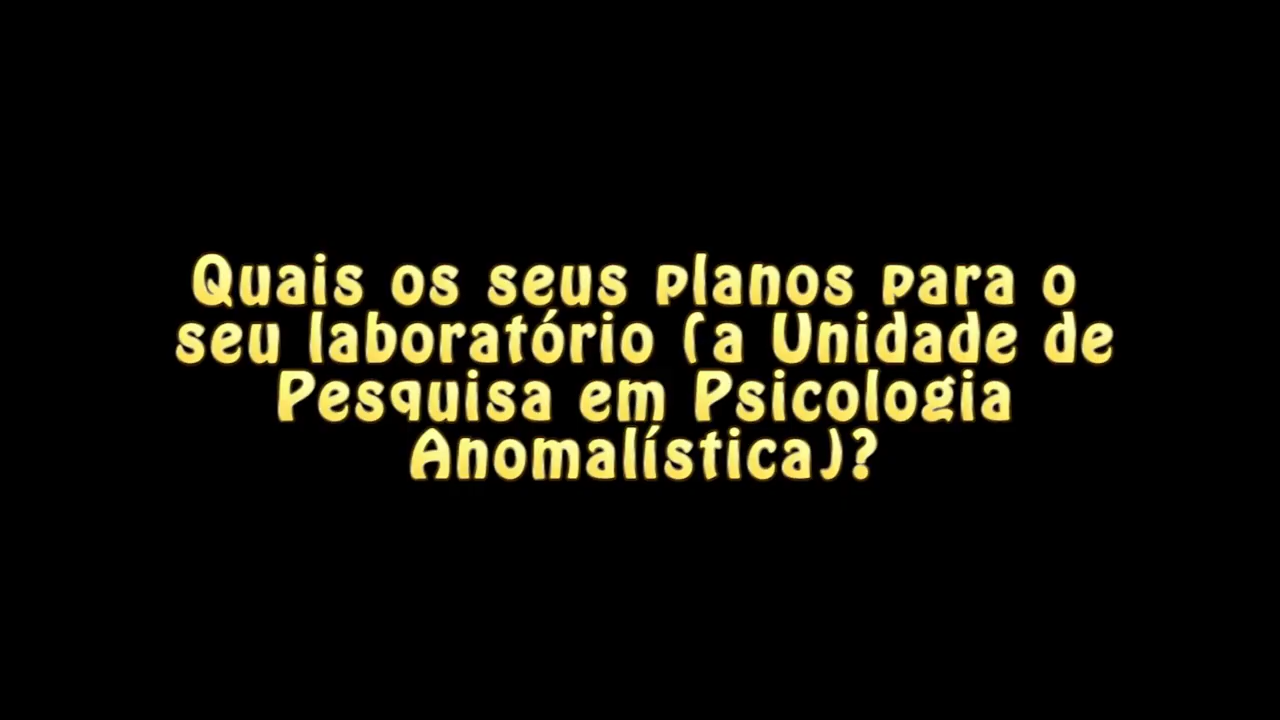 Quais os seus planos para o
seu laboratório (a Unidade de
Pesquisa em Psicologia
Anomalística)?